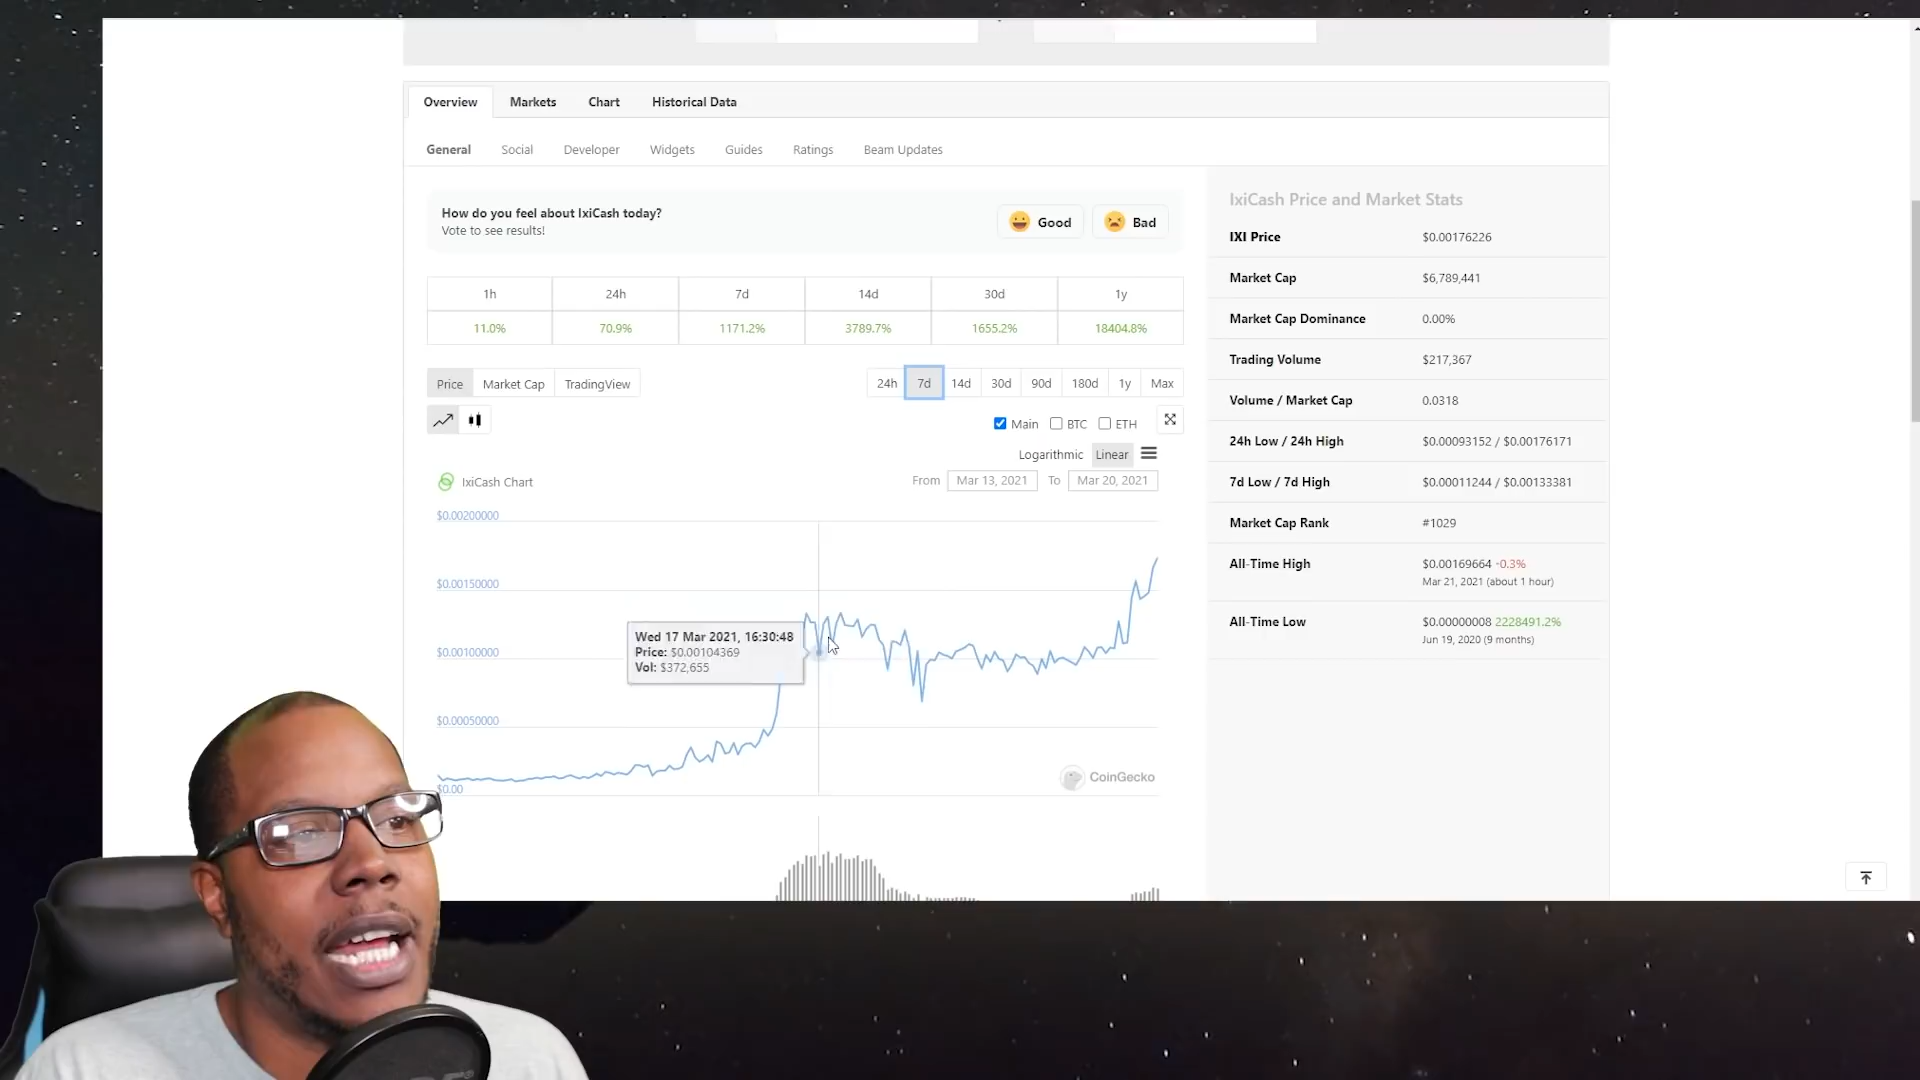 Overview Markets Chart Historical Data
General Social Developer Widgets Guides Ratings Beam Updates
How do you feel about IxiCash today?
Vote to see results!
Good Bad
1h 24h 7d 14d 30d 1y
11.0% 70.9% 1171.2% 3789.7% 1655.2% 18404.8%
Price Market Cap TradingView
24h 7d 14d 30d 90d 180d 1y Max
Main BTC ETH
Logarithmic Linear
IxiCash Chart
From Mar 13, 2021 To Mar 20, 2021
$0.00200000
$0.00150000
$0.00100000
$0.00050000
$0.00
Wed 17 Mar 2021, 16:30:48
Price: $0.00104369
Vol: $372,655
CoinGecko
IxiCash Price and Market Stats
IXI Price $0.00176226
Market Cap $6,789,441
Market Cap Dominance 0.00%
Trading Volume $217,367
Volume / Market Cap 0.0318
24h Low / 24h High $0.00093152 / $0.00176171
7d Low / 7d High $0.00011244 / $0.00133381
Market Cap Rank #1029
All-Time High $0.00169664 -0.3%
Mar 21, 2021 (about 1 hour)
All-Time Low $0.00000008 2228491.2%
Jun 19, 2020 (9 months)